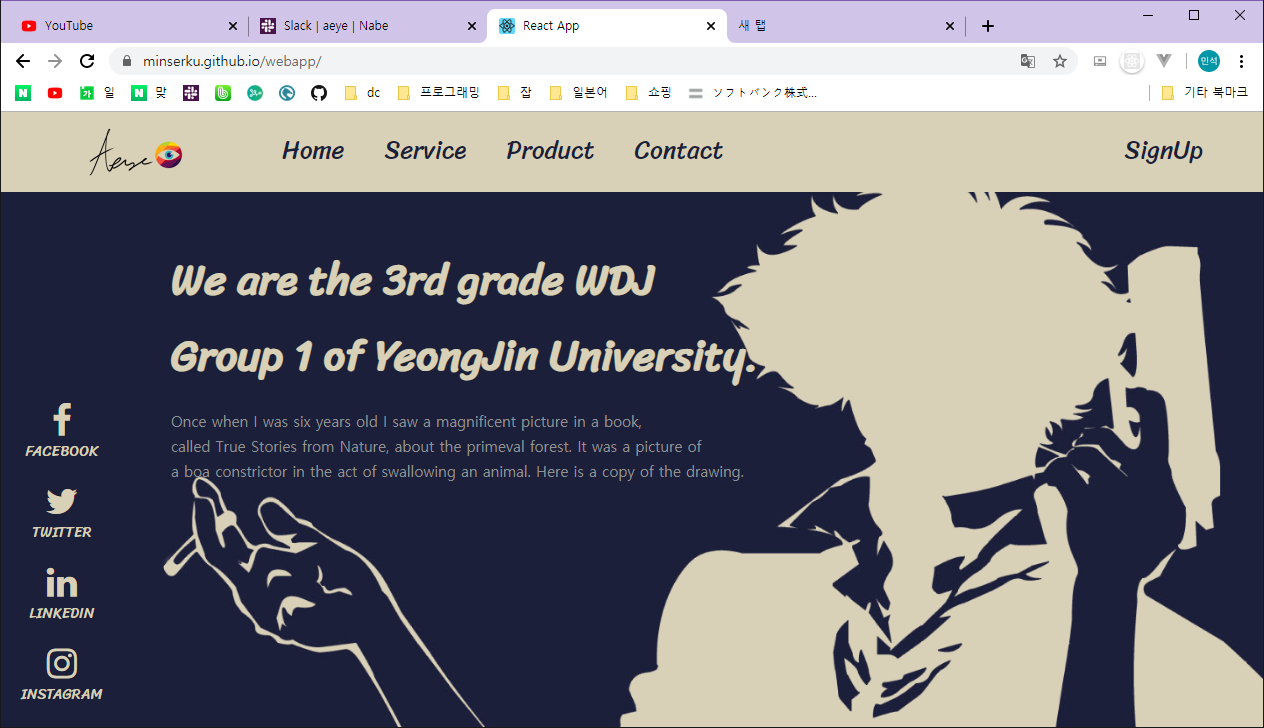 YouTube
Slack | aeye | Nabe
React App
새 탭
minserku.github.io/webapp/
민석
일
맞
dc
프로그래밍
잡
일본어
쇼핑
ソフトバンク株式...
기타 북마크
Aeye
Home
Service
Product
Contact
SignUp
We are the 3rd grade WDJ
Group 1 of YeongJin University.
Once when I was six years old I saw a magnificent picture in a book,
called True Stories from Nature, about the primeval forest. It was a picture of
a boa constrictor in the act of swallowing an animal. Here is a copy of the drawing.
FACEBOOK
TWITTER
LINKEDIN
INSTAGRAM